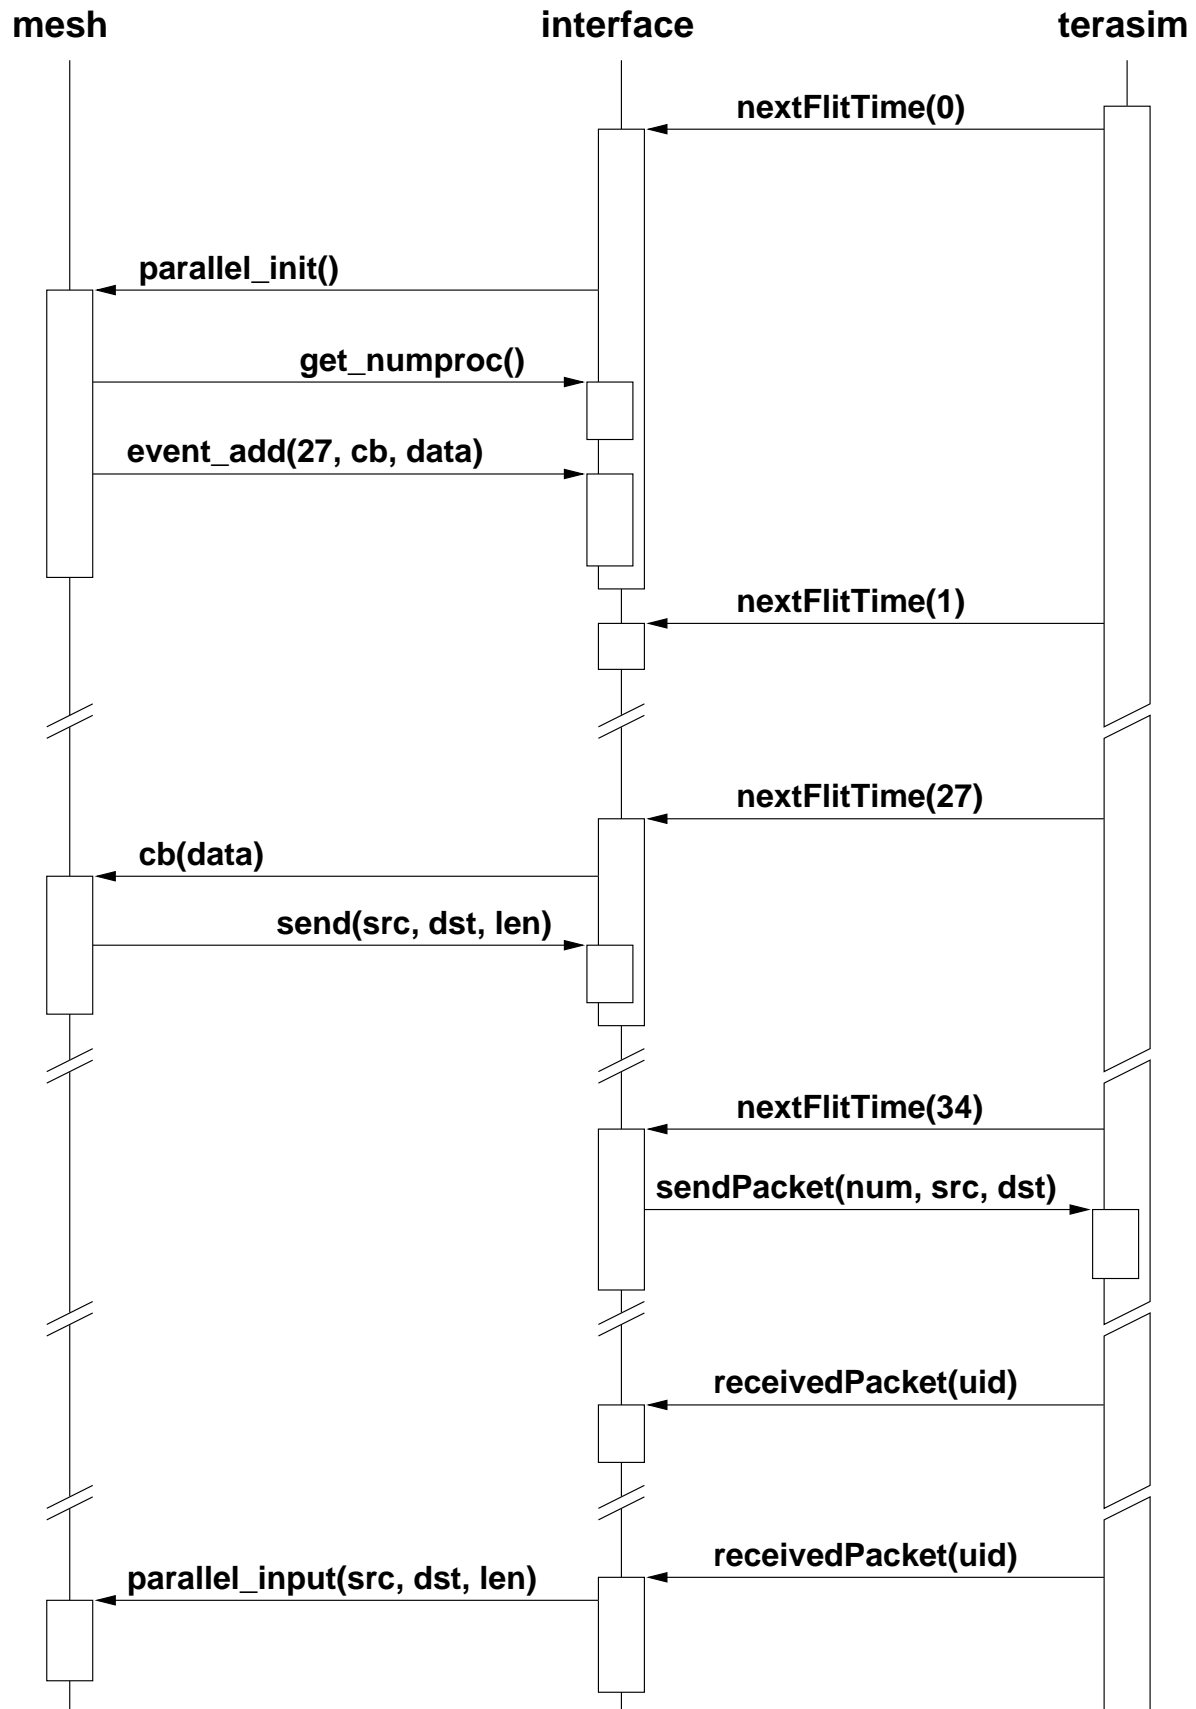 mesh
interface
terasim
nextFlitTime(0)
parallel_init()
get_numproc()
event_add(27, cb, data)
nextFlitTime(1)
nextFlitTime(27)
cb(data)
send(src, dst, len)
nextFlitTime(34)
sendPacket(num, src, dst)
receivedPacket(uid)
receivedPacket(uid)
parallel_input(src, dst, len)